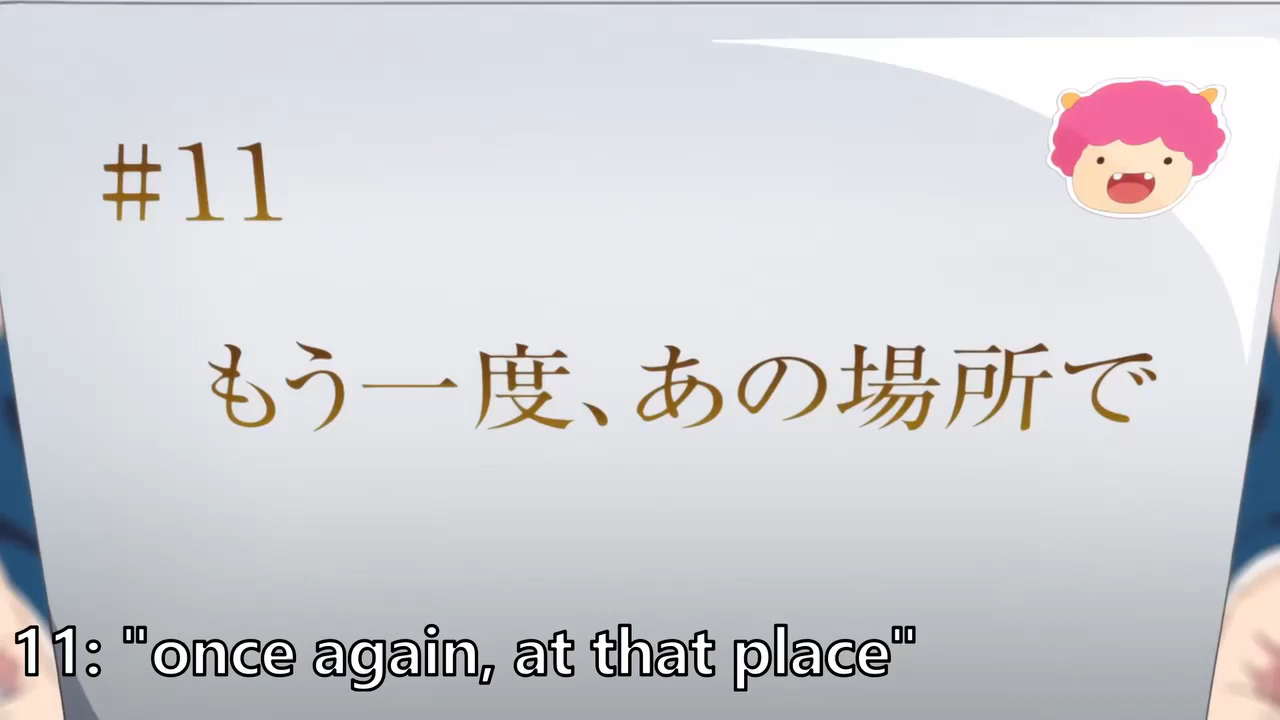 #11
もう一度、あの場所で
11: "once again, at that place"